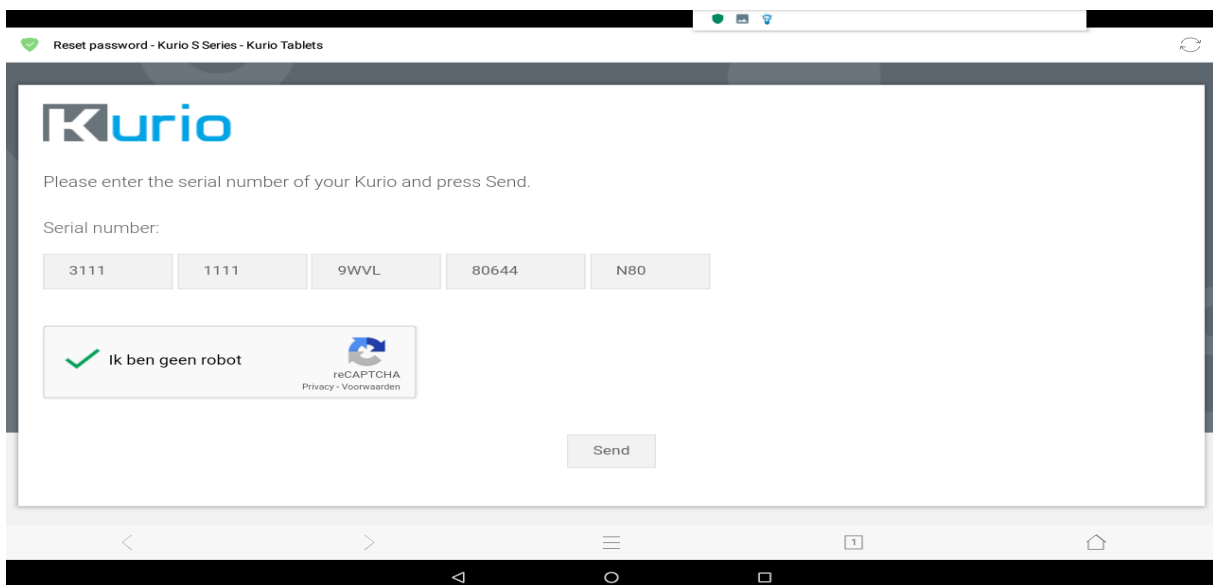 Reset password - Kurio S Series - Kurio Tablets
Kurio
Please enter the serial number of your Kurio and press Send.
Serial number:
3111 1111 9WVL 80644 N80
Ik ben geen robot
reCAPTCHA
Privacy - Voorwaarden
Send
1